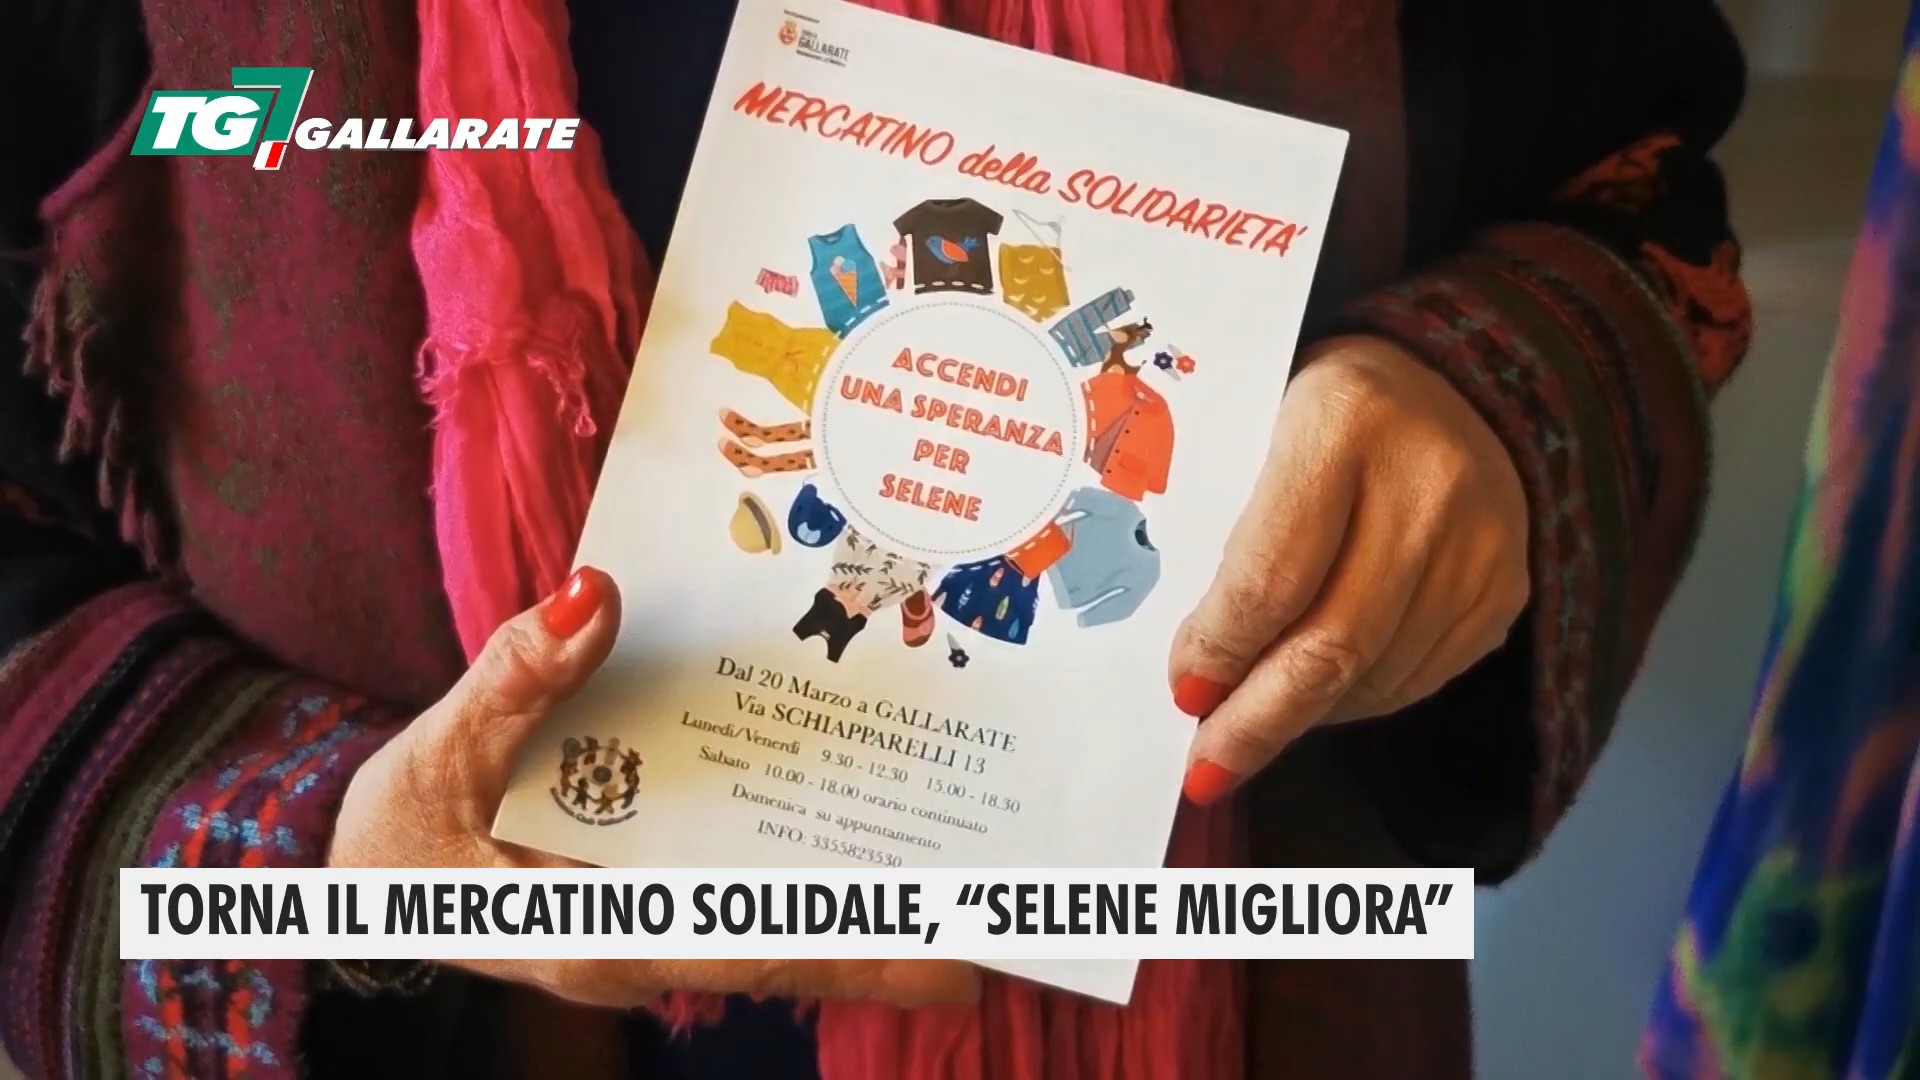 TG7 GALLARATE
GALLARATE
MERCATINO della SOLIDARIETA'
ACCENDI
UNA SPERANZA
PER
SELENE
Dal 20 Marzo a GALLARATE
Via SCHIAPPARELLI 13
Lunedì/Venerdì 9.30 - 12.30 15.00 - 18.30
Sabato 10.00 - 18.00 orario continuato
Domenica su appuntamento
INFO: 3355823530
TORNA IL MERCATINO SOLIDALE, “SELENE MIGLIORA”